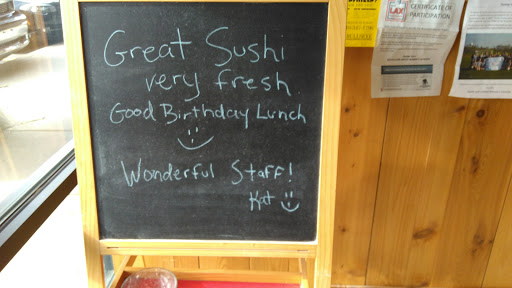 Great Sushi
very fresh
Good Birthday Lunch
Wonderful Staff!
Kat
CERTIFICATE OF
PARTICIPATION